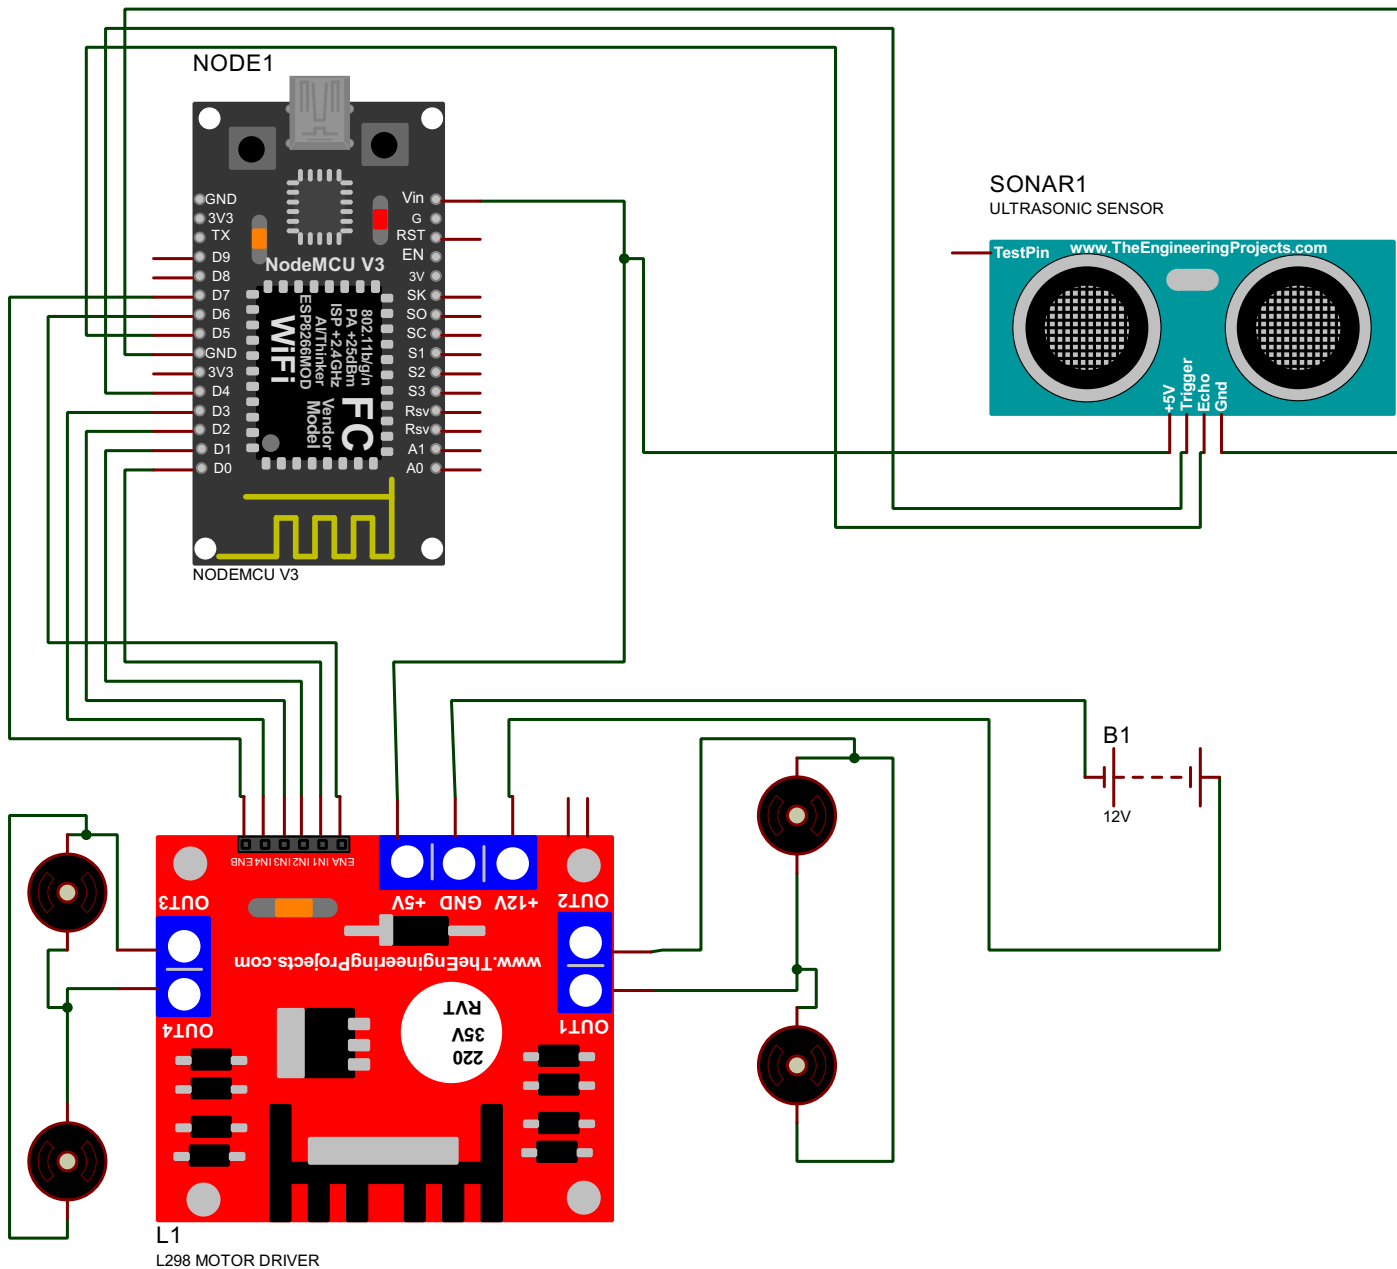 NODE1
GND
3V3
TX
D9
D8
D7
D6
D5
GND
3V3
D4
D3
D2
D1
D0
Vin
G
RST
EN
3V
SK
SO
SC
S1
S2
S3
Rsv
Rsv
A1
A0
NodeMCU V3
802.11b/g/n
PA +25dBm
ISP +2.4GHz
AI/Thinker
ESP8266MOD
WiFi
FC
Vendor
Model
NODEMCU V3
SONAR1
ULTRASONIC SENSOR
TestPin
www.TheEngineeringProjects.com
+5V
Trigger
Echo
Gnd
B1
12V
ENA IN1 IN2 IN3 IN4 ENB
+12V
GND
+5V
OUT2
OUT3
www.TheEngineeringProjects.com
OUT1
OUT4
220
35V
RVT
L1
L298 MOTOR DRIVER